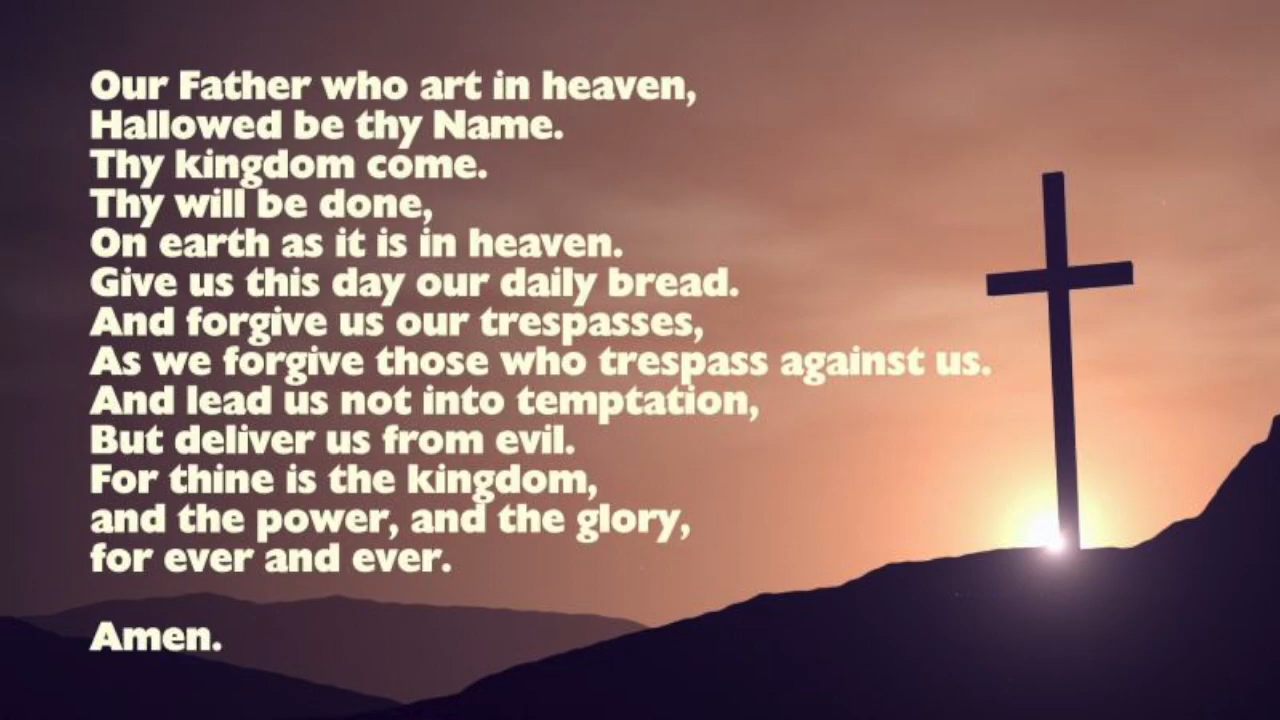 Our Father who art in heaven,
Hallowed be thy Name.
Thy kingdom come.
Thy will be done,
On earth as it is in heaven.
Give us this day our daily bread.
And forgive us our trespasses,
As we forgive those who trespass against us.
And lead us not into temptation,
But deliver us from evil.
For thine is the kingdom,
and the power, and the glory,
for ever and ever.
Amen.